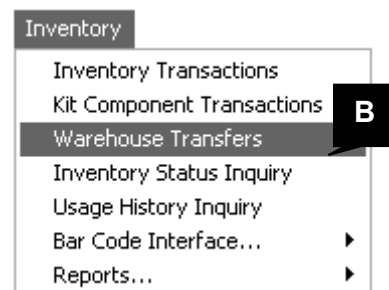 Inventory
Inventory Transactions
Kit Component Transactions
B
Warehouse Transfers
Inventory Status Inquiry
Usage History Inquiry
Bar Code Interface...
Reports...